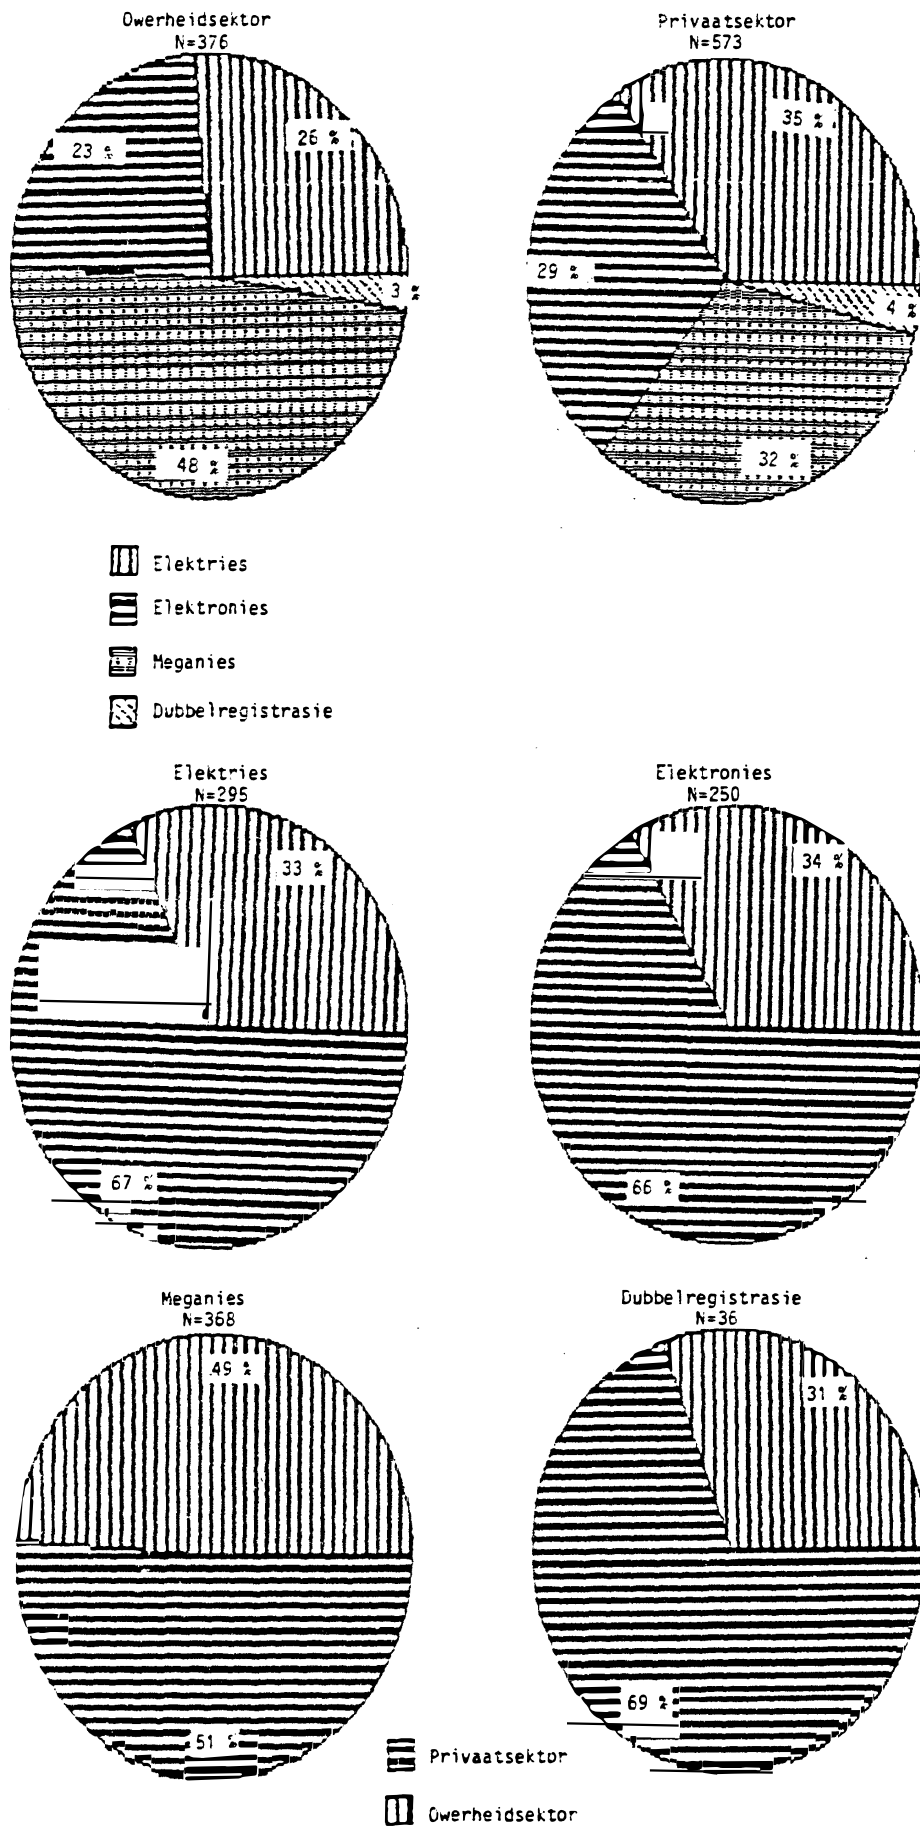 Owerheidsektor
N=376
26 %
23 %
3 %
48 %
Privaatsektor
N=573
35 %
29 %
4 %
32 %
Elektries
Elektronies
Meganies
Dubbelregistrasie
Elektries
N=295
33 %
67 %
Elektronies
N=250
34 %
66 %
Meganies
N=368
49 %
51 %
Dubbelregistrasie
N=36
31 %
69 %
Privaatsektor
Owerheidsektor